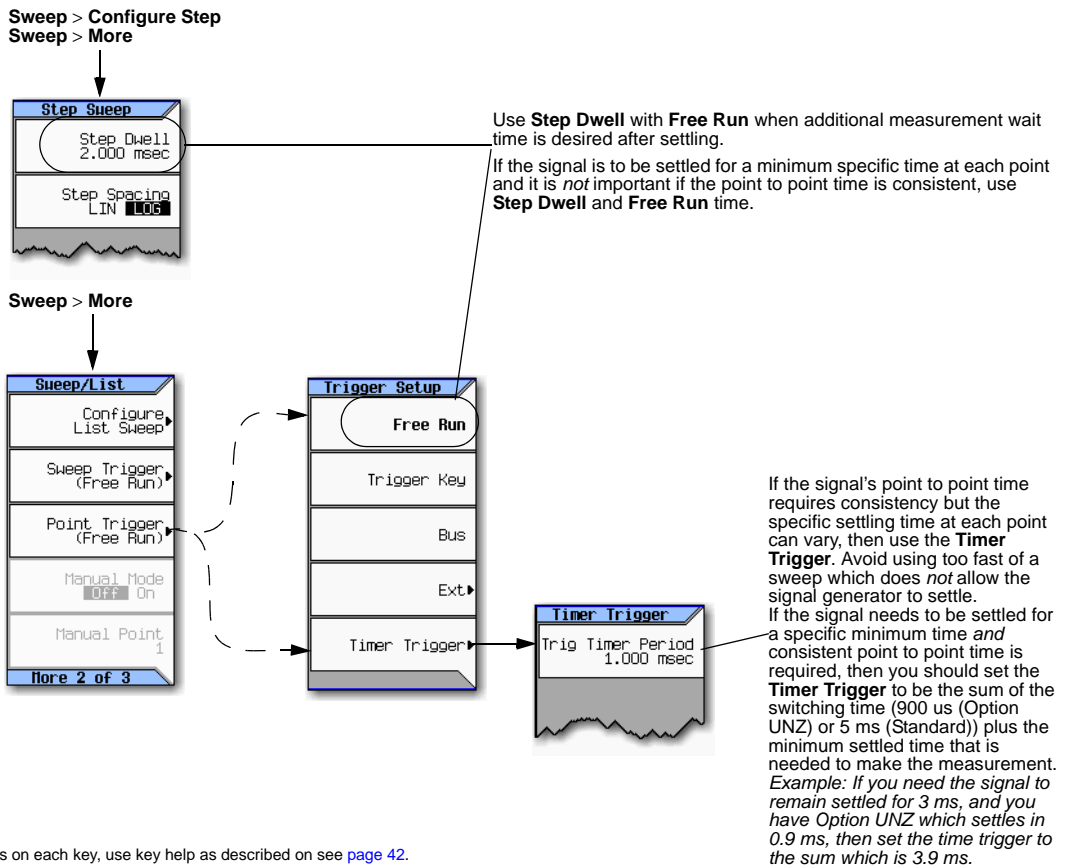 Sweep > Configure Step
Sweep > More
Step Sweep
Step Dwell
2.000 msec
Step Spacing
LIN LOG
Use Step Dwell with Free Run when additional measurement wait
time is desired after settling.
If the signal is to be settled for a minimum specific time at each point
and it is not important if the point to point time is consistent, use
Step Dwell and Free Run time.
Sweep > More
Sweep/List
Configure
List Sweep
Sweep Trigger
(Free Run)
Point Trigger
(Free Run)
Manual Mode
Off On
Manual Point
1
More 2 of 3
Trigger Setup
Free Run
Trigger Key
Bus
Ext
Timer Trigger
Timer Trigger
Trig Timer Period
1.000 msec
If the signal's point to point time
requires consistency but the
specific settling time at each point
can vary, then use the Timer
Trigger. Avoid using too fast of a
sweep which does not allow the
signal generator to settle.
If the signal needs to be settled for
a specific minimum time and
consistent point to point time is
required, then you should set the
Timer Trigger to be the sum of the
switching time (900 us (Option
UNZ) or 5 ms (Standard)) plus the
minimum settled time that is
needed to make the measurement.
Example: If you need the signal to
remain settled for 3 ms, and you
have Option UNZ which settles in
0.9 ms, then set the time trigger to
the sum which is 3.9 ms.
s on each key, use key help as described on see page 42.